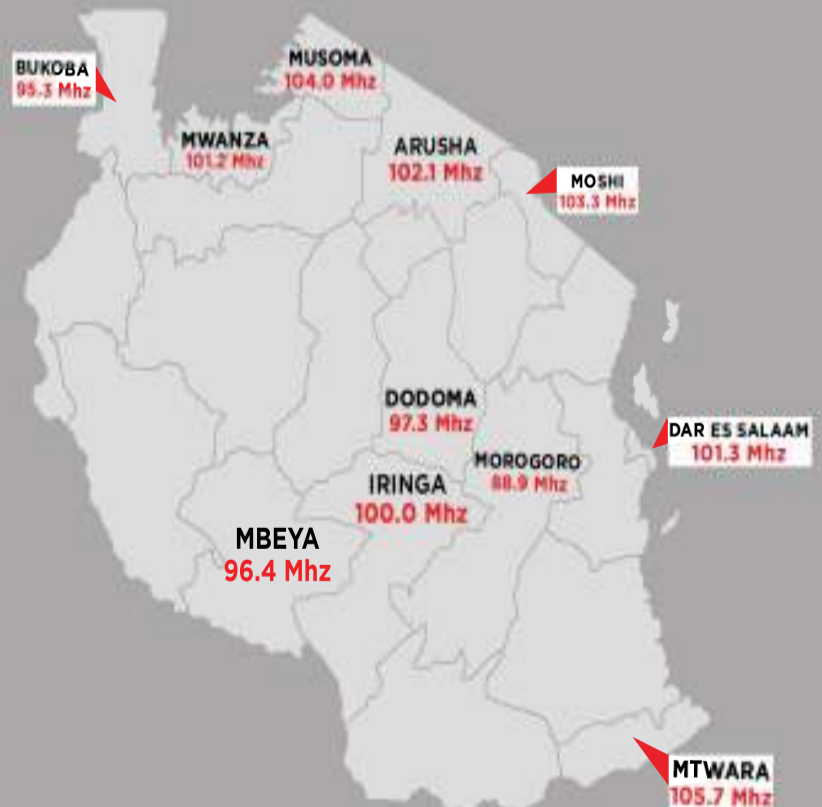 MUSOMA
104.0 Mhz
BUKOBA
95.3 Mhz
MWANZA
101.2 Mhz
ARUSHA
102.1 Mhz
MOSHI
103.3 Mhz
DODOMA
97.3 Mhz
DAR ES SALAAM
101.3 Mhz
MOROGORO
88.9 Mhz
IRINGA
100.0 Mhz
MBEYA
96.4 Mhz
MTWARA
105.7 Mhz